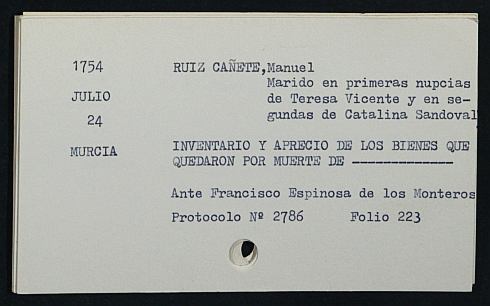 1754
JULIO
24
MURCIA
RUIZ CAÑETE, Manuel
Marido en primeras nupcias
de Teresa Vicente y en se-
gundas de Catalina Sandoval
INVENTARIO Y APRECIO DE LOS BIENES QUE
QUEDARON POR MUERTE DE -------------
Ante Francisco Espinosa de los Monteros
Protocolo Nº 2786 Folio 223